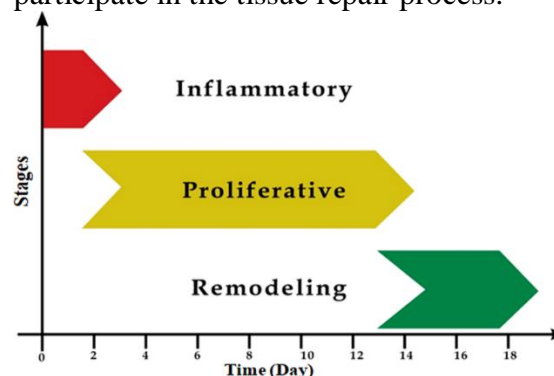 participate in the tissue repair process.
Inflammatory
Proliferative
Remodeling
Stages
0 2 4 6 8 10 12 14 16 18
Time (Day)